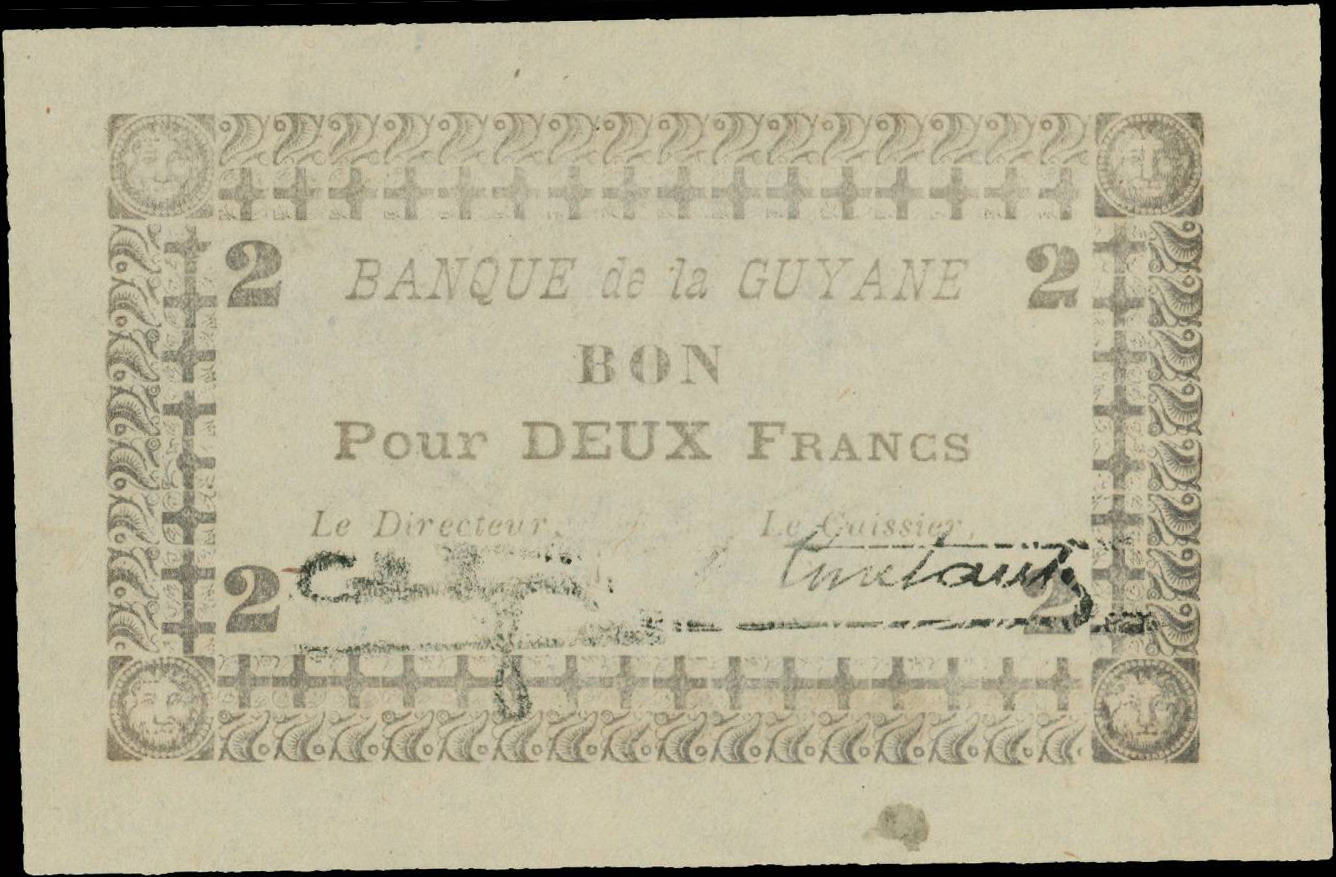 2 BANQUE de la GUYANE 2
BON
Pour DEUX FRANCS
Le Directeur, Le Caissier,
2 2